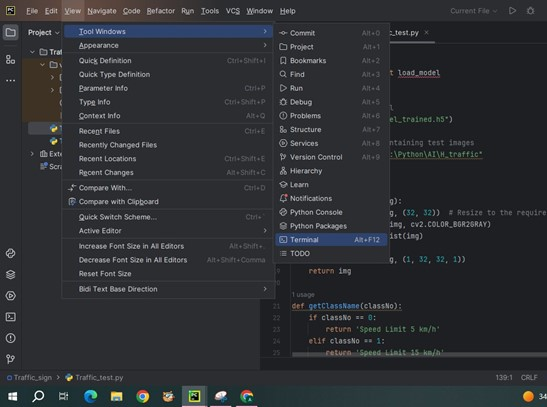 PC File Edit View Navigate Code Refactor Run Tools VCS Window Help Current File
Project
c_test.py
Tool Windows
Appearance
Quick Definition Ctrl+Shift+I
Quick Type Definition
Parameter Info Ctrl+P
Type Info Ctrl+Shift+P
Context Info Alt+Q
Recent Files Ctrl+E
Recently Changed Files
Recent Locations Ctrl+Shift+E
Recent Changes Alt+Shift+C
Compare With... Ctrl+D
Compare with Clipboard
Quick Switch Scheme... Ctrl+`
Active Editor
Increase Font Size in All Editors Alt+Shift+.
Decrease Font Size in All Editors Alt+Shift+Comma
Reset Font Size
Bidi Text Base Direction
Commit Alt+0
Project Alt+1
Bookmarks Alt+2
Find Alt+3
Run Alt+4
Debug Alt+5
Problems Alt+6
Structure Alt+7
Services Alt+8
Version Control Alt+9
Hierarchy
Learn
Notifications
Python Console
Python Packages
Terminal Alt+F12
TODO
Traf
v
T
T
Exte
Scra
t load_model
l_trained.h5")
ntaining test images
:\Python\AI\H_traffic"
g):
g, (32, 32)) # Resize to the require
img, cv2.COLOR_BGR2GRAY)
ist(img)
g, (1, 32, 32, 1))
return img
1 usage
21 def getClassName(classNo):
22 if classNo == 0:
23 return 'Speed Limit 5 km/h'
24 elif classNo == 1:
25 return 'Speed Limit 15 km/h'
Traffic_sign > Traffic_test.py 139:1 CRLF
34